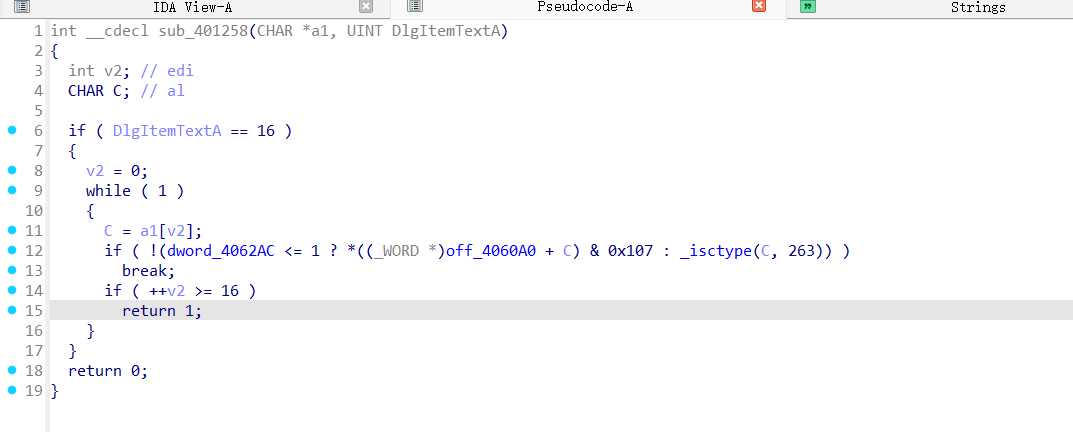 IDA View-A Pseudocode-A Strings
1 int __cdecl sub_401258(CHAR *a1, UINT DlgItemTextA)
2 {
3   int v2; // edi
4   CHAR C; // al
5
6   if ( DlgItemTextA == 16 )
7   {
8     v2 = 0;
9     while ( 1 )
10     {
11       C = a1[v2];
12       if ( !(dword_4062AC <= 1 ? *((_WORD *)off_4060A0 + C) & 0x107 : _isctype(C, 263)) )
13         break;
14       if ( ++v2 >= 16 )
15         return 1;
16     }
17   }
18   return 0;
19 }